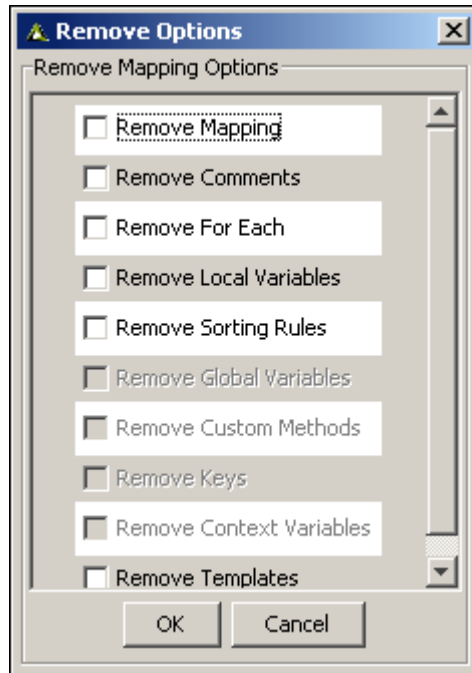 Remove Options
Remove Mapping Options
Remove Mapping
Remove Comments
Remove For Each
Remove Local Variables
Remove Sorting Rules
Remove Global Variables
Remove Custom Methods
Remove Keys
Remove Context Variables
Remove Templates
OK Cancel